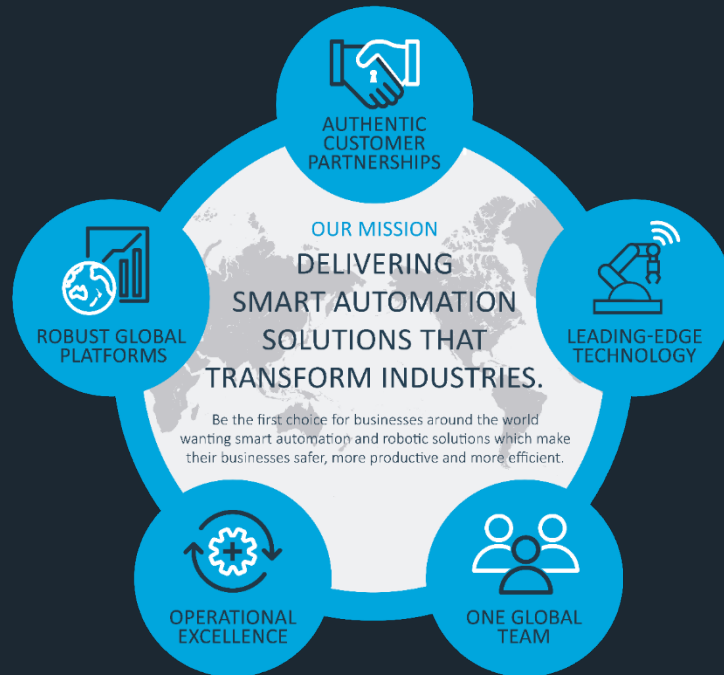 AUTHENTIC
CUSTOMER
PARTNERSHIPS
OUR MISSION
DELIVERING
SMART AUTOMATION
SOLUTIONS THAT
TRANSFORM INDUSTRIES.
Be the first choice for businesses around the world
wanting smart automation and robotic solutions which make
their businesses safer, more productive and more efficient.
ROBUST GLOBAL
PLATFORMS
LEADING-EDGE
TECHNOLOGY
OPERATIONAL
EXCELLENCE
ONE GLOBAL
TEAM